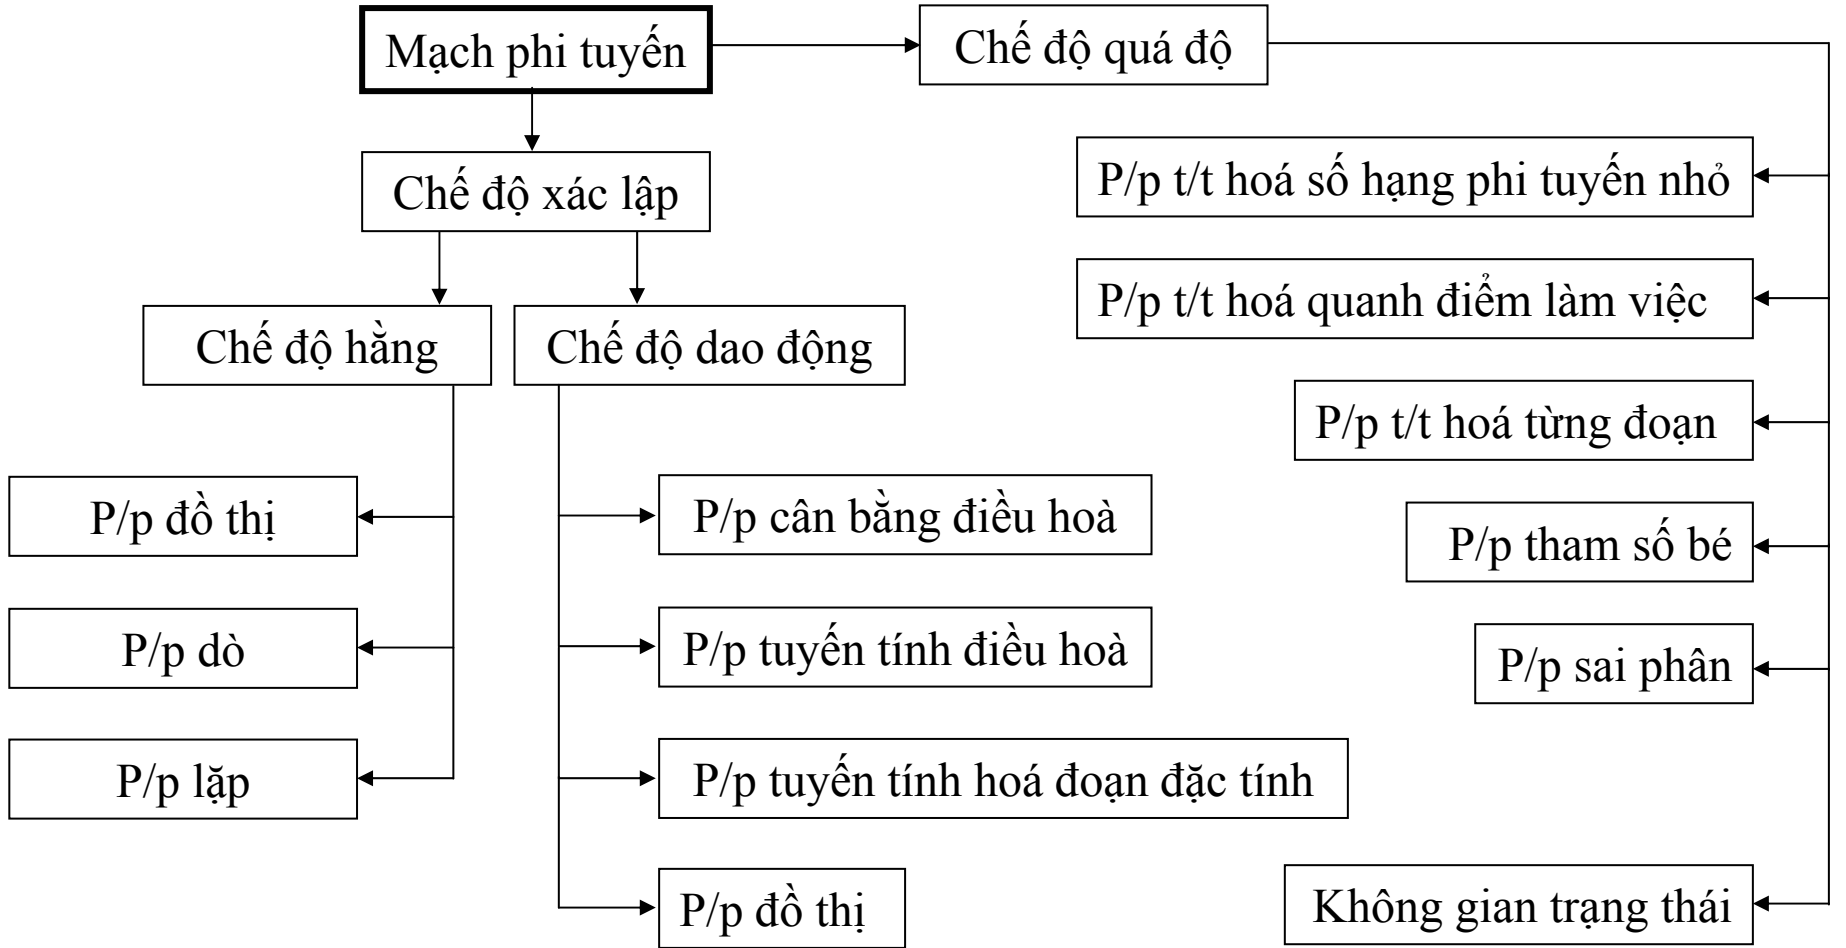 Mạch phi tuyến
Chế độ quá độ
Chế độ xác lập
P/p t/t hoá số hạng phi tuyến nhỏ
P/p t/t hoá quanh điểm làm việc
Chế độ hằng
Chế độ dao động
P/p t/t hoá từng đoạn
P/p đồ thị
P/p cân bằng điều hoà
P/p tham số bé
P/p dò
P/p tuyến tính điều hoà
P/p sai phân
P/p lặp
P/p tuyến tính hoá đoạn đặc tính
P/p đồ thị
Không gian trạng thái